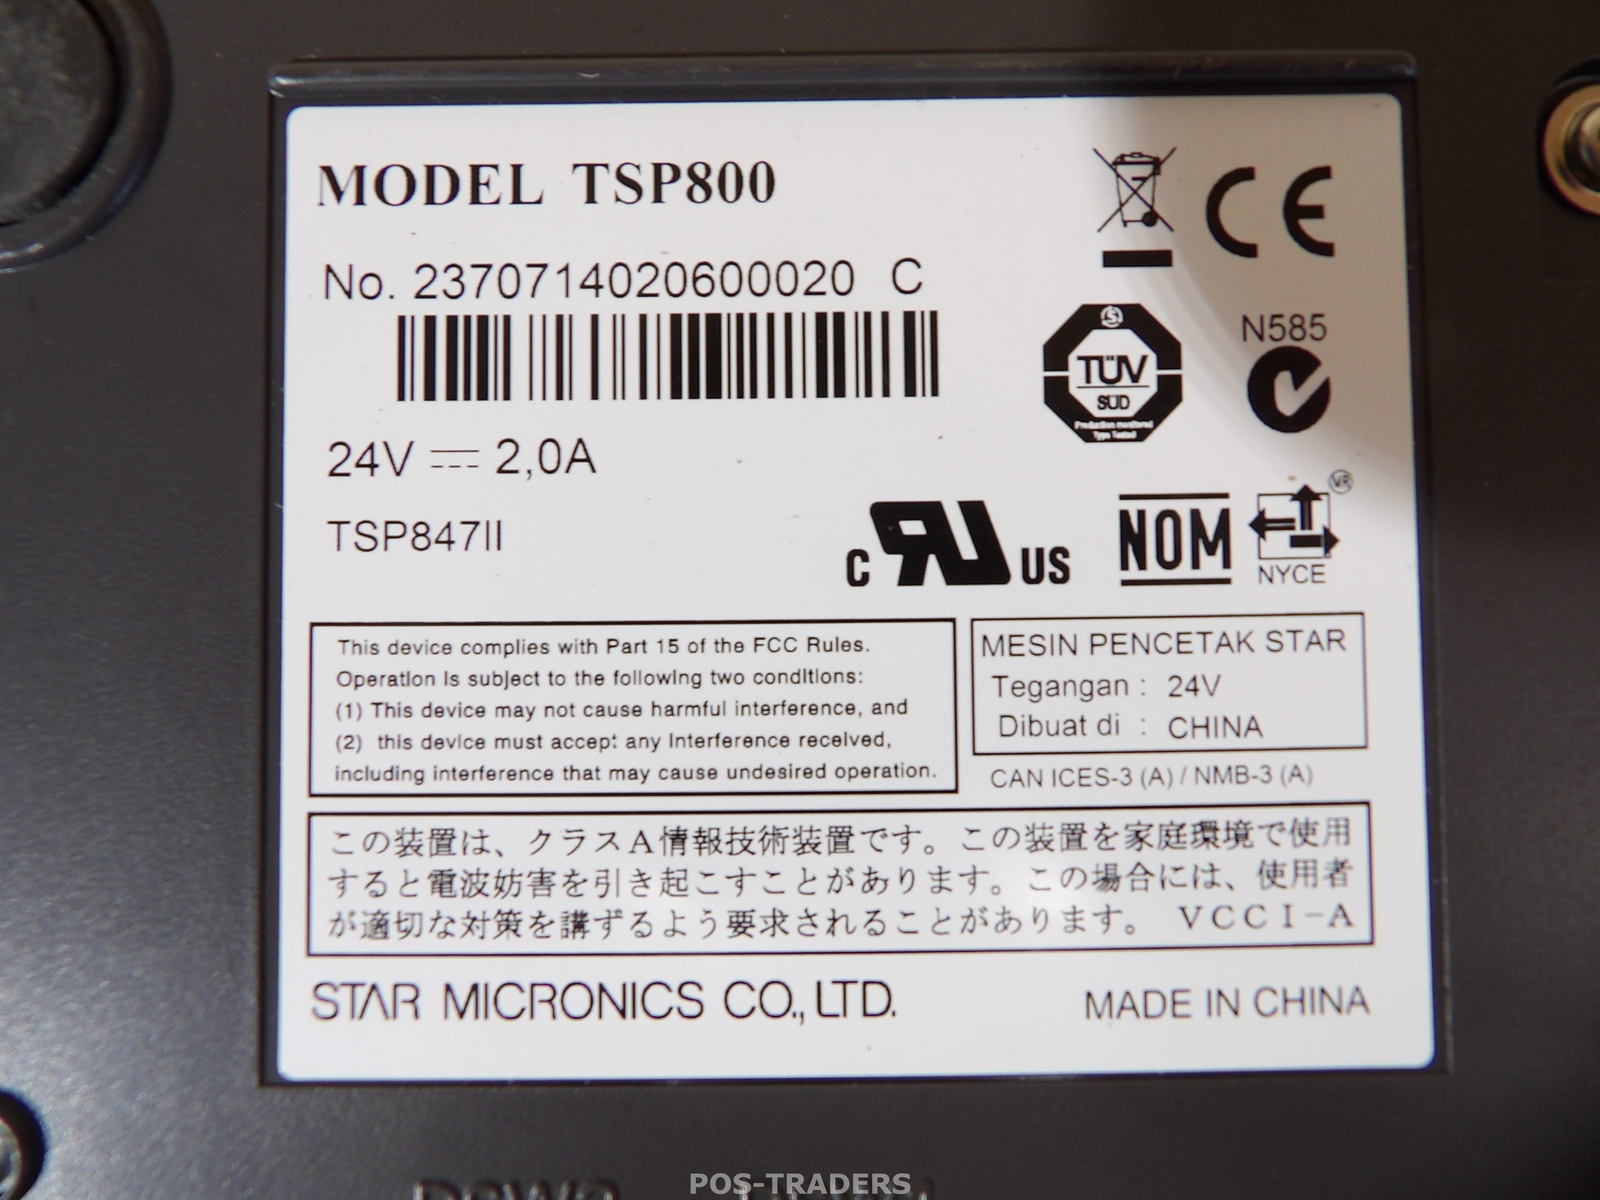 MODEL TSP800
No. 2370714020600020 C
N585
TÜV
SÜD
Production monitored
Type Tested
24V 2,0A
TSP847II
C RU US
NOM
NYCE
This device complies with Part 15 of the FCC Rules.
Operation is subject to the following two conditions:
(1) This device may not cause harmful interference, and
(2) this device must accept any interference received,
including interference that may cause undesired operation.
MESIN PENCETAK STAR
Tegangan : 24V
Dibuat di : CHINA
CAN ICES-3 (A) / NMB-3 (A)
この装置は、クラスA情報技術装置です。この装置を家庭環境で使用
すると電波妨害を引き起こすことがあります。この場合には、使用者
が適切な対策を講ずるよう要求されることがあります。 VCCI-A
STAR MICRONICS CO., LTD.
MADE IN CHINA
POS-TRADERS